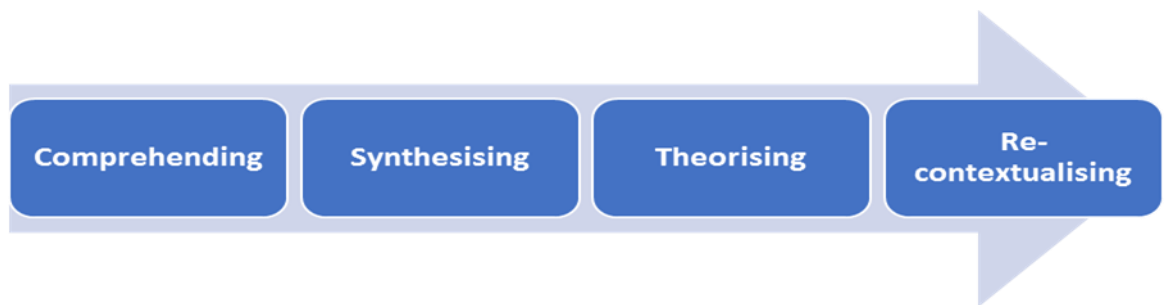 Comprehending
Synthesising
Theorising
Re-
contextualising